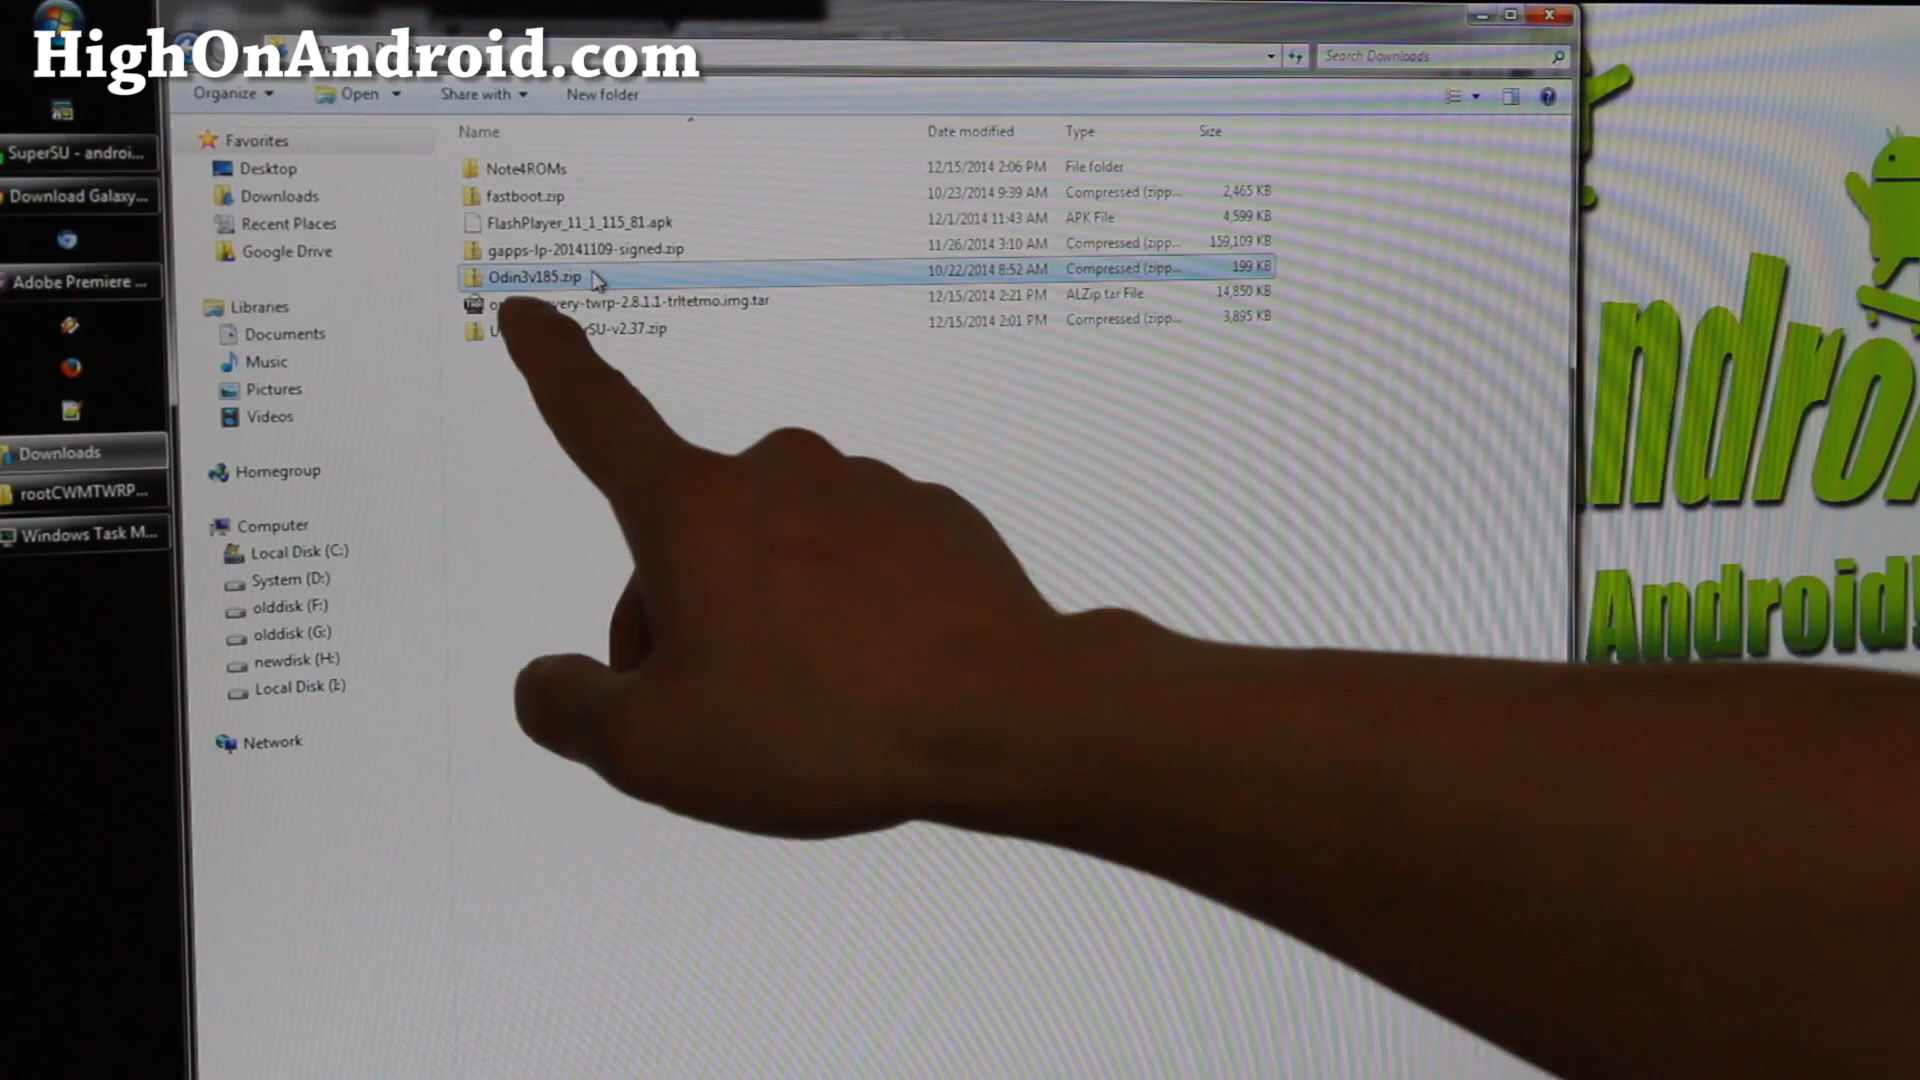 HighOnAndroid.com
Search Downloads
Organize Open Share with New folder
SuperSU - androi...
Download Galaxy...
Adobe Premiere ...
Downloads
rootCWMTWRP...
Windows Task M...
Favorites
Desktop
Downloads
Recent Places
Google Drive
Libraries
Documents
Music
Pictures
Videos
Homegroup
Computer
Local Disk (C:)
System (D:)
olddisk (F:)
olddisk (G:)
newdisk (H:)
Local Disk (I:)
Network
Name Date modified Type Size
Note4ROMs 12/15/2014 2:06 PM File folder
fastboot.zip 10/23/2014 9:39 AM Compressed (zipp... 2,465 KB
FlashPlayer_11_1_115_81.apk 12/1/2014 11:43 AM APK File 4,599 KB
gapps-lp-20141109-signed.zip 11/26/2014 3:10 AM Compressed (zipp... 159,109 KB
Odin3v185.zip 10/22/2014 8:52 AM Compressed (zipp... 199 KB
very-twrp-2.8.1.1-trltetmo.img.tar 12/15/2014 2:21 PM ALZip tar File 14,850 KB
SU-v2.37.zip 12/15/2014 2:01 PM Compressed (zipp... 3,895 KB
ndro
Android!